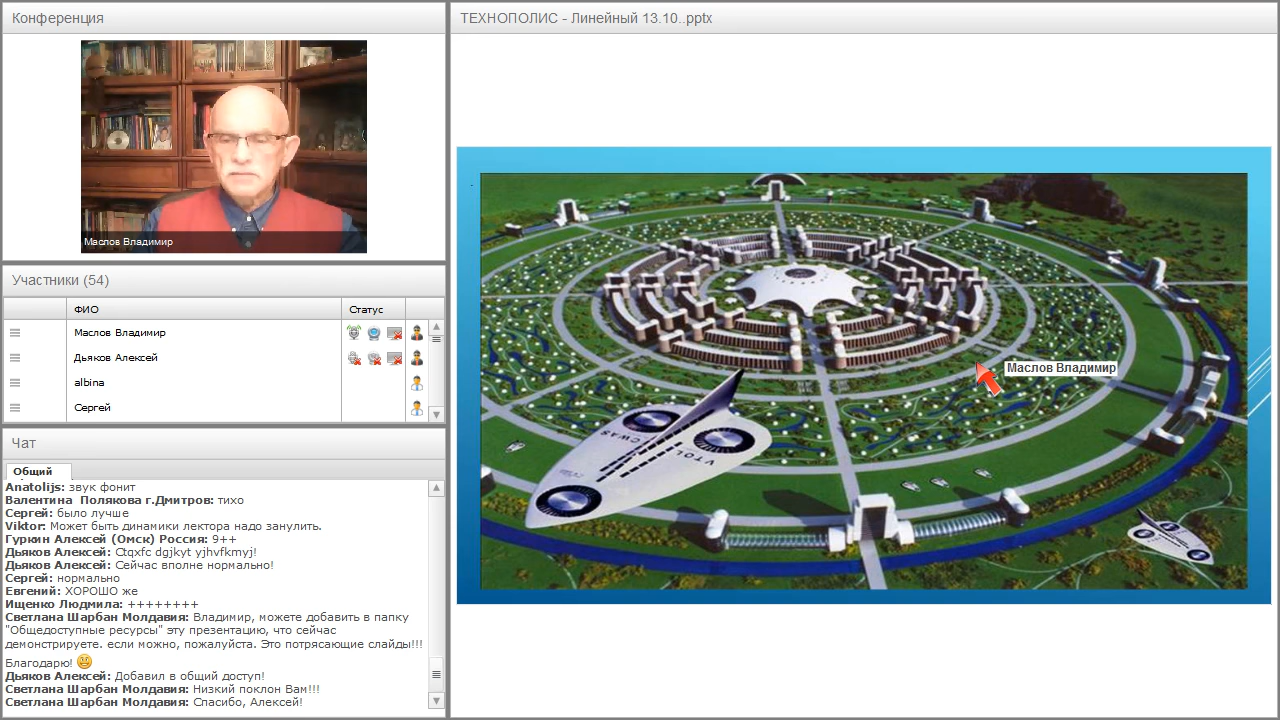 Конференция
Маслов Владимир
Участники (54)
ФИО
Статус
Маслов Владимир
Дьяков Алексей
albina
Сергей
Чат
Общий
Anatolijs: звук фонит
Валентина Полякова г.Дмитров: тихо
Сергей: было лучше
Viktor: Может быть динамики лектора надо занулить.
Гуркин Алексей (Омск) Россия: 9++
Дьяков Алексей: Ctqxfc dgjkyt yjhvfkmyj!
Дьяков Алексей: Сейчас вполне нормально!
Сергей: нормально
Евгений: ХОРОШО же
Ищенко Людмила: ++++++++
Светлана Шарбан Молдавия: Владимир, можете добавить в папку
"Общедоступные ресурсы" эту презентацию, что сейчас
демонстрируете. если можно, пожалуйста. Это потрясающие слайды!!!
Благодарю!
Дьяков Алексей: Добавил в общий доступ!
Светлана Шарбан Молдавия: Низкий поклон Вам!!!
Светлана Шарбан Молдавия: Спасибо, Алексей!
ТЕХНОПОЛИС - Линейный 13.10..pptx
Маслов Владимир
VTOL